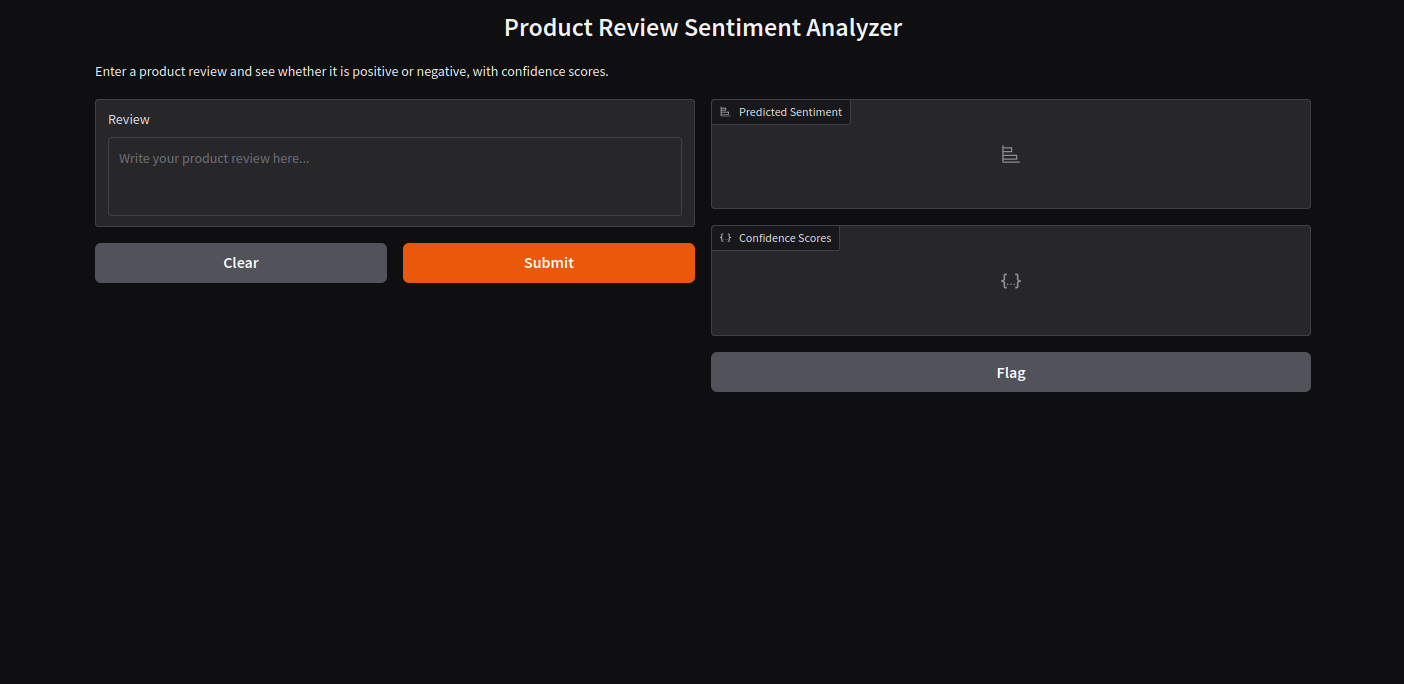 Product Review Sentiment Analyzer
Enter a product review and see whether it is positive or negative, with confidence scores.
Review
Write your product review here...
Clear
Submit
Predicted Sentiment
Confidence Scores
Flag